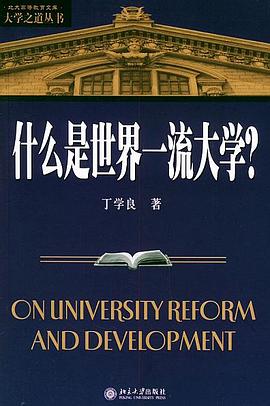 ·北大高等教育文库·
大学之道丛书
什么是世界一流大学?
丁学良 著
ON UNIVERSITY REFORM
AND DEVELOPMENT
北京大学出版社
PEKING UNIVERSITY PRESS